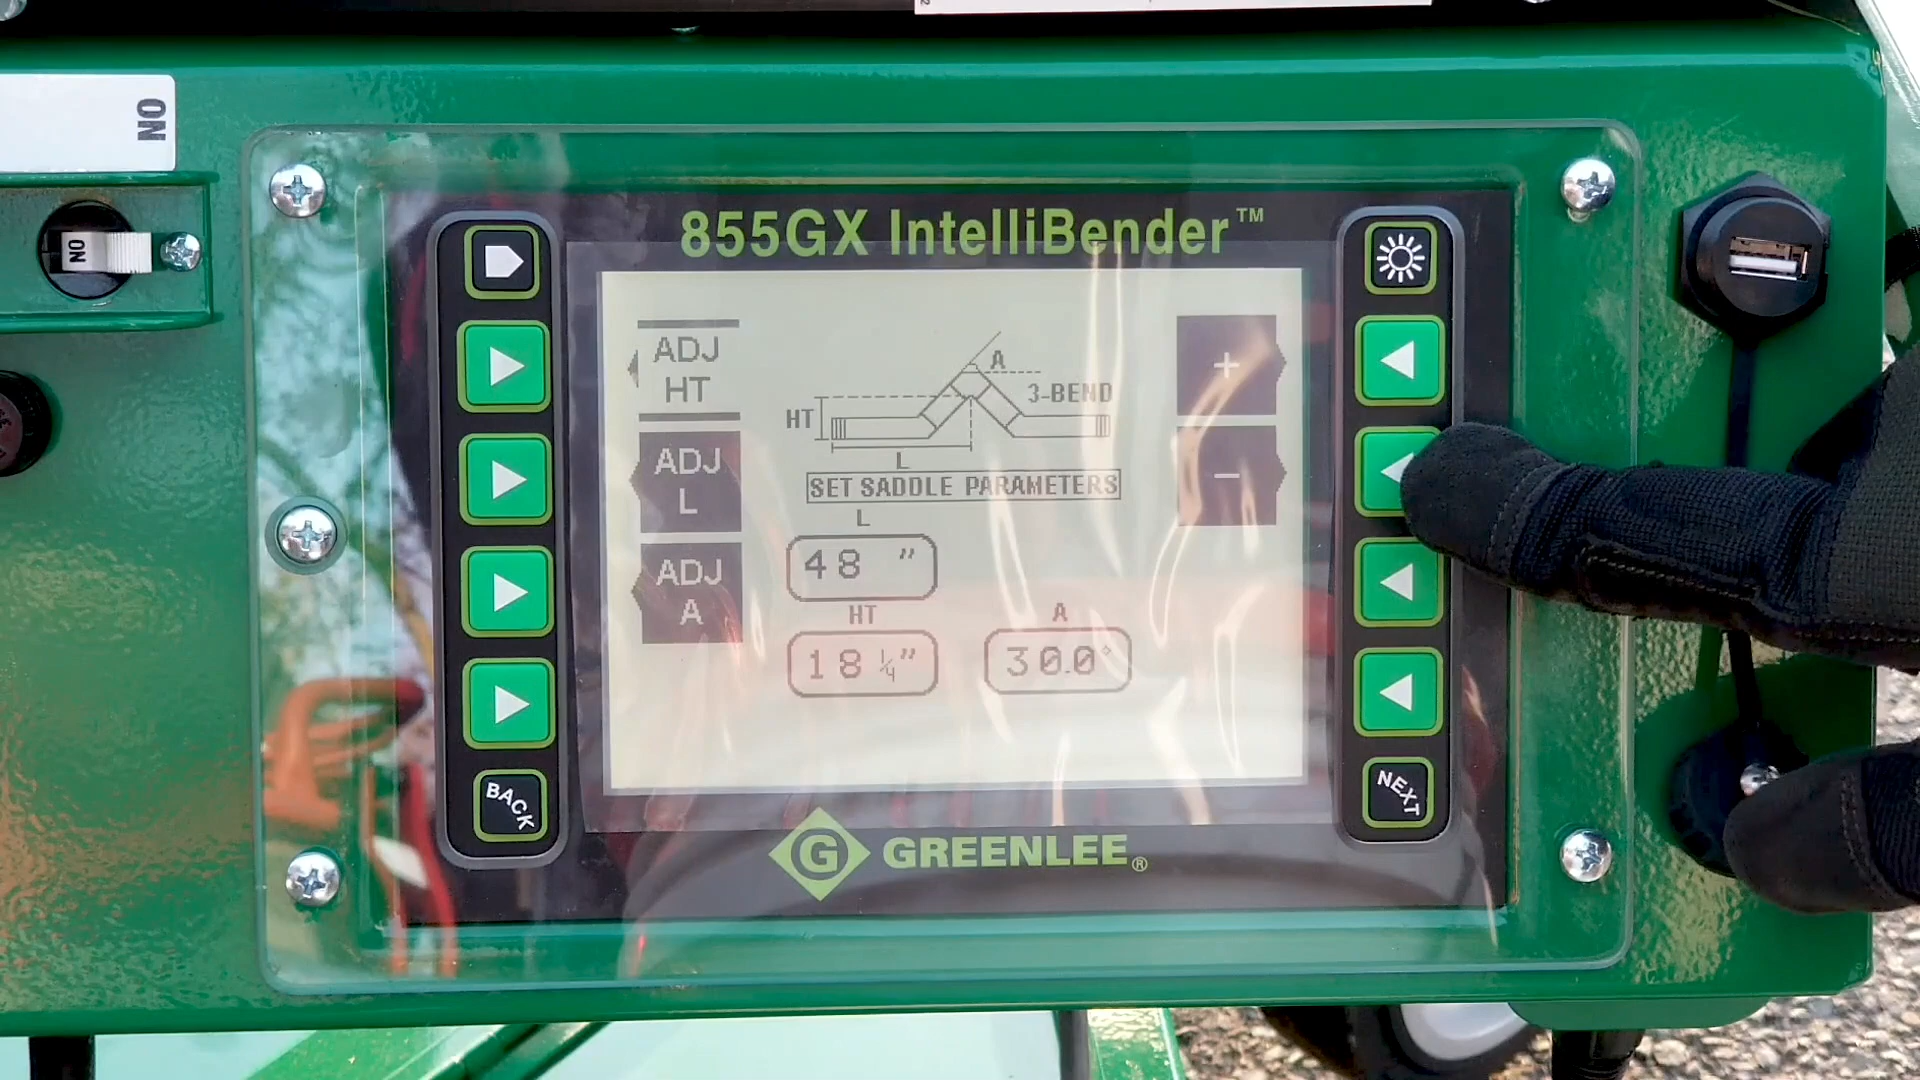 ON
ON
855GX IntelliBender™
ADJ
HT
ADJ
L
ADJ
A
A
3-BEND
HT
L
SET SADDLE PARAMETERS
L
48 "
HT
18 ¼"
A
30.0°
+
−
BACK
NEXT
G GREENLEE®